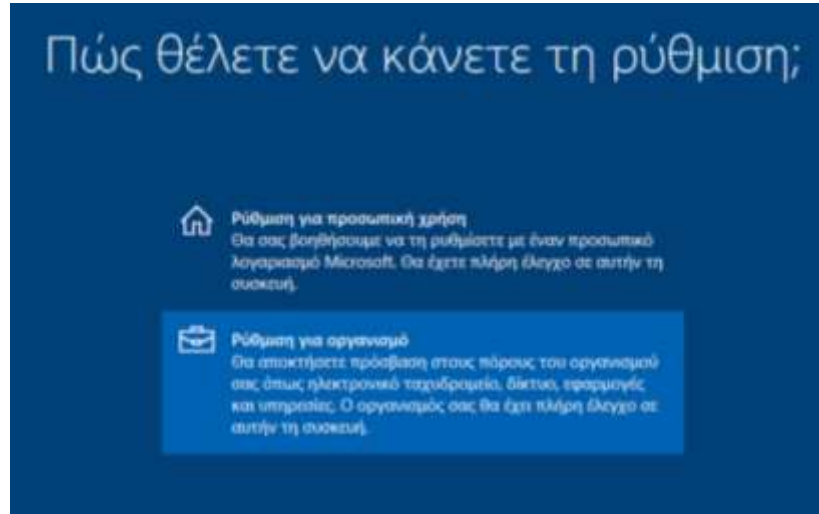 Πώς θέλετε να κάνετε τη ρύθμιση;
Ρύθμιση για προσωπική χρήση
Θα σας βοηθήσουμε να τη ρυθμίσετε με έναν προσωπικό
λογαριασμό Microsoft. Θα έχετε πλήρη έλεγχο σε αυτήν τη
συσκευή.
Ρύθμιση για οργανισμό
Θα αποκτήσετε πρόσβαση στους πόρους του οργανισμού
σας όπως ηλεκτρονικό ταχυδρομείο, δίκτυο, εφαρμογές
και υπηρεσίες. Ο οργανισμός σας θα έχει πλήρη έλεγχο σε
αυτήν τη συσκευή.